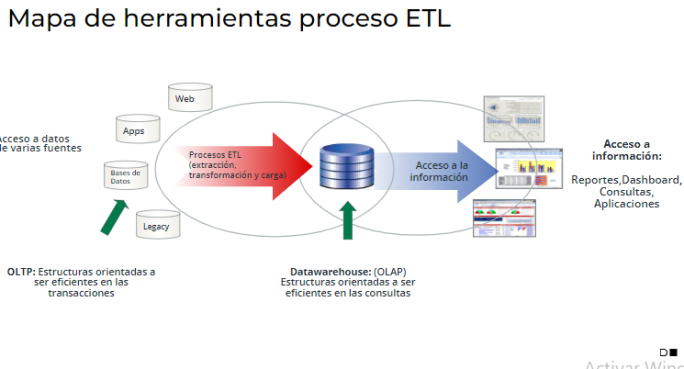 Mapa de herramientas proceso ETL
Web
Apps
Acceso a datos
de varias fuentes
Bases de
Datos
Legacy
Procesos ETL
(extracción,
transformación y carga)
Acceso a la
información
Acceso a
información:
Reportes,Dashboard,
Consultas,
Aplicaciones
OLTP: Estructuras orientadas a
ser eficientes en las
transacciones
Datawarehouse: (OLAP)
Estructuras orientadas a ser
eficientes en las consultas
Activar Wind